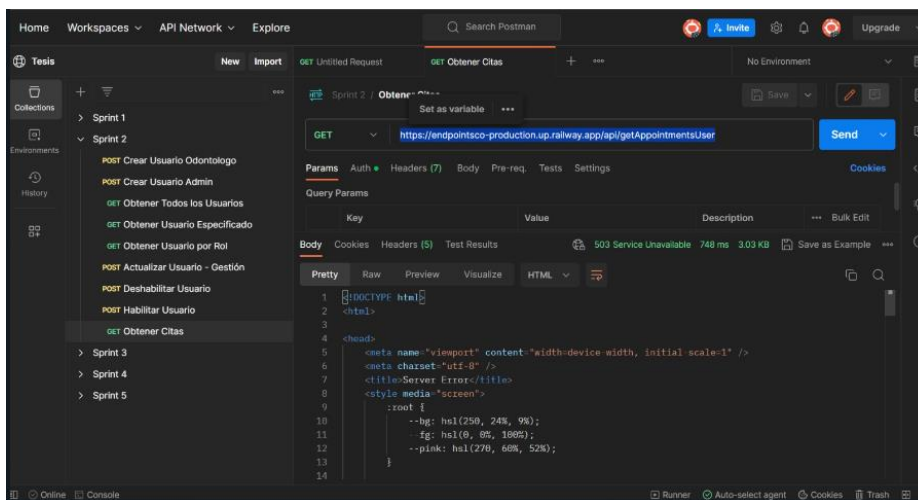 Home Workspaces API Network Explore Search Postman Invite Upgrade
Tesis New Import GET Untitled Request GET Obtener Citas + No Environment
Collections
Environments
History
Sprint 1
Sprint 2
POST Crear Usuario Odontologo
POST Crear Usuario Admin
GET Obtener Todos los Usuarios
GET Obtener Usuario Especificado
GET Obtener Usuario por Rol
POST Actualizar Usuario - Gestión
POST Deshabilitar Usuario
POST Habilitar Usuario
GET Obtener Citas
Sprint 3
Sprint 4
Sprint 5
HTTP Sprint 2 / Obtener Citas Save
Set as variable
GET https://endpointsco-production.up.railway.app/api/getAppointmentsUser Send
Params Auth Headers (7) Body Pre-req. Tests Settings Cookies
Query Params
Key Value Description Bulk Edit
Body Cookies Headers (5) Test Results 503 Service Unavailable 748 ms 3.03 KB Save as Example
Pretty Raw Preview Visualize HTML
1 <!DOCTYPE html>
2 <html>
3
4 <head>
5 <meta name="viewport" content="width=device-width, initial-scale=1" />
6 <meta charset="utf-8" />
7 <title>Server Error</title>
8 <style media="screen">
9 :root {
10 --bg: hsl(250, 24%, 9%);
11 --fg: hsl(0, 0%, 100%);
12 --pink: hsl(270, 60%, 52%);
13 }
14
Online Console Runner Auto-select agent Cookies Trash